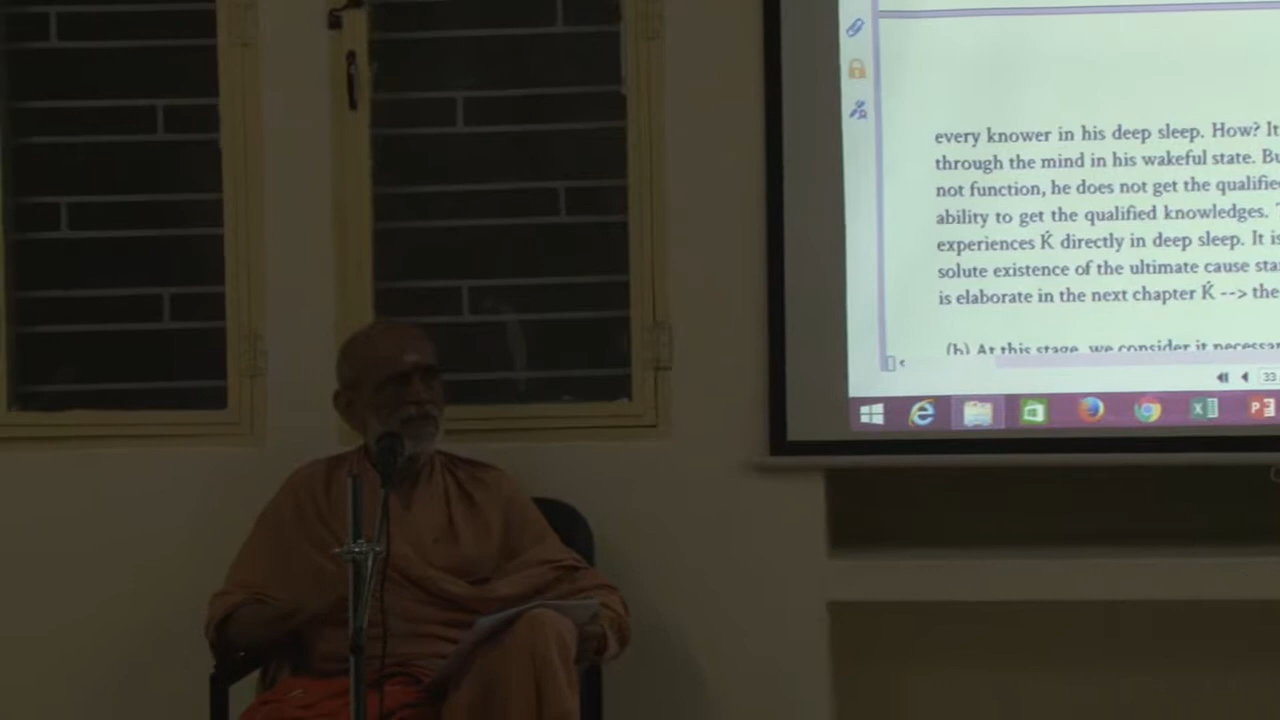 every knower in his deep sleep. How? It
through the mind in his wakeful state. Bu
not function, he does not get the qualifie
ability to get the qualified knowledges.
experiences Ḱ directly in deep sleep. It is
solute existence of the ultimate cause sta
is elaborate in the next chapter Ḱ --> the
(b) At this stage, we consider it necessar
33